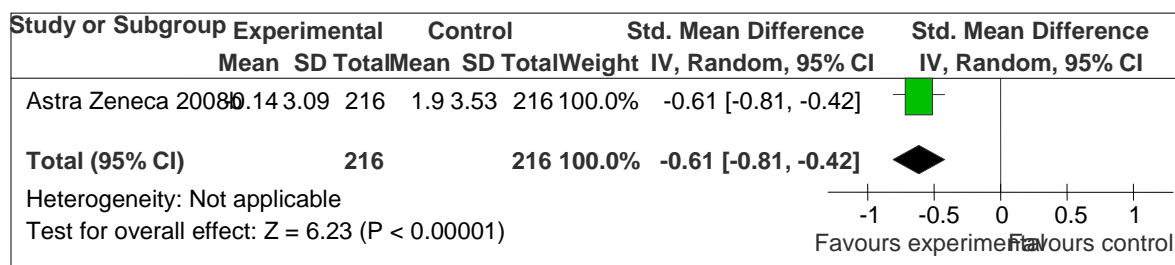 Study or Subgroup Experimental Control Std. Mean Difference Std. Mean Difference
Mean SD Total Mean SD Total Weight IV, Random, 95% CI IV, Random, 95% CI
Astra Zeneca 2008b -0.14 3.09 216 1.9 3.53 216 100.0% -0.61 [-0.81, -0.42]
Total (95% CI) 216 216 100.0% -0.61 [-0.81, -0.42]
Heterogeneity: Not applicable
Test for overall effect: Z = 6.23 (P < 0.00001)
-1 -0.5 0 0.5 1
Favours experimental Favours control